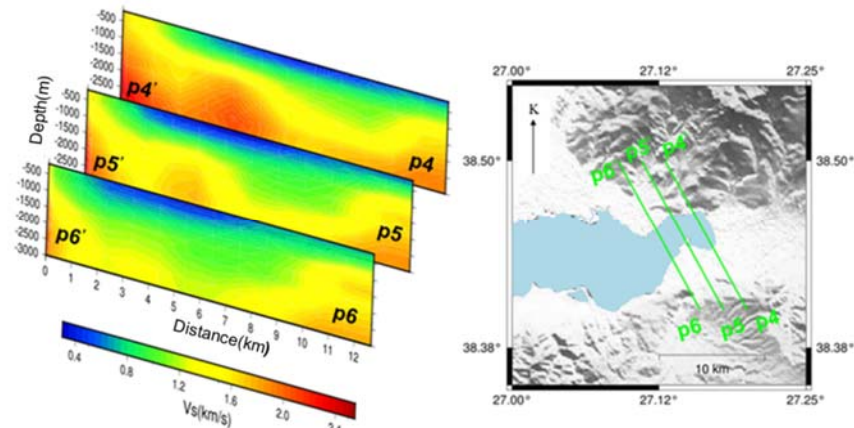 -500
-1000
-1500
-2000
-2500
p4'
p4
-500
-1000
-1500
-2000
-2500
p5'
p5
-500
-1000
-1500
-2000
-2500
-3000
p6'
p6
Depth(m)
0 1 2 3 4 5 6 7 8 9 10 11 12
Distance(km)
0.4 0.8 1.2 1.6 2.0
Vs(km/s)
27.00° 27.12° 27.25°
K
38.50° 38.50°
p6' p5' p4'
p6 p5 p4
38.38° 38.38°
10 km
27.00° 27.12° 27.25°